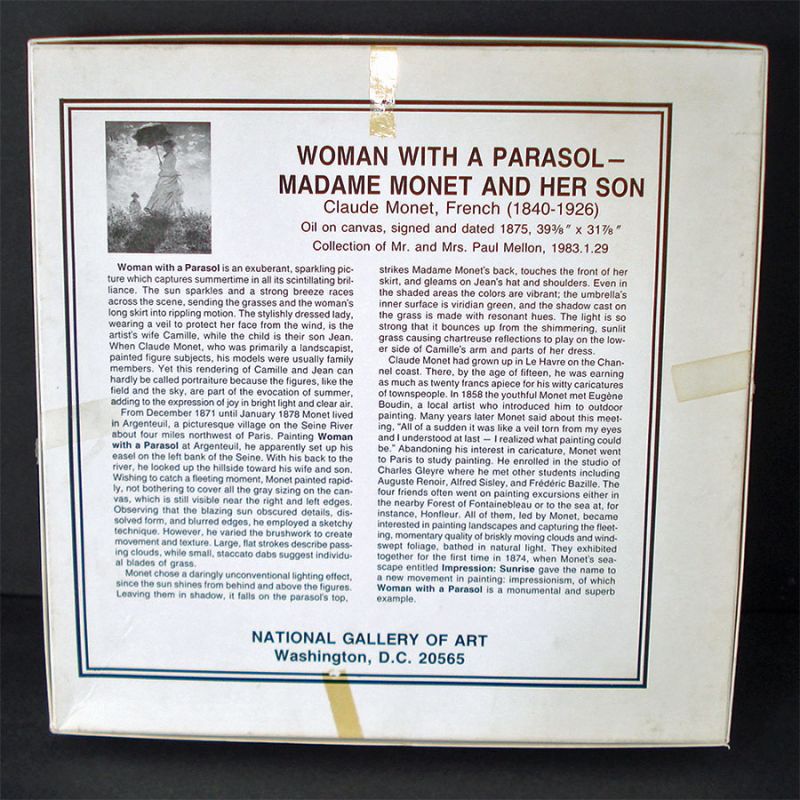 WOMAN WITH A PARASOL—
MADAME MONET AND HER SON
Claude Monet, French (1840-1926)
Oil on canvas, signed and dated 1875, 39⅜" x 31⅞"
Collection of Mr. and Mrs. Paul Mellon, 1983.1.29
Woman with a Parasol is an exuberant, sparkling pic-
ture which captures summertime in all its scintillating bril-
liance. The sun sparkles and a strong breeze races
across the scene, sending the grasses and the woman's
long skirt into rippling motion. The stylishly dressed lady,
wearing a veil to protect her face from the wind, is the
artist's wife Camille, while the child is their son Jean.
When Claude Monet, who was primarily a landscapist,
painted figure subjects, his models were usually family
members. Yet this rendering of Camille and Jean can
hardly be called portraiture because the figures, like the
field and the sky, are part of the evocation of summer,
adding to the expression of joy in bright light and clear air.
From December 1871 until January 1878 Monet lived
in Argenteuil, a picturesque village on the Seine River
about four miles northwest of Paris. Painting Woman
with a Parasol at Argenteuil, he apparently set up his
easel on the left bank of the Seine. With his back to the
river, he looked up the hillside toward his wife and son.
Wishing to catch a fleeting moment, Monet painted rapid-
ly, not bothering to cover all the gray sizing on the can-
vas, which is still visible near the right and left edges.
Observing that the blazing sun obscured details, dis-
solved form, and blurred edges, he employed a sketchy
technique. However, he varied the brushwork to create
movement and texture. Large, flat strokes describe pass-
ing clouds, while small, staccato dabs suggest individu-
al blades of grass.
Monet chose a daringly unconventional lighting effect,
since the sun shines from behind and above the figures.
Leaving them in shadow, it falls on the parasol's top,
strikes Madame Monet's back, touches the front of her
skirt, and gleams on Jean's hat and shoulders. Even in
the shaded areas the colors are vibrant; the umbrella's
inner surface is viridian green, and the shadow cast on
the grass is made with resonant hues. The light is so
strong that it bounces up from the shimmering, sunlit
grass causing chartreuse reflections to play on the low-
er side of Camille's arm and parts of her dress.
Claude Monet had grown up in Le Havre on the Chan-
nel coast. There, by the age of fifteen, he was earning
as much as twenty francs apiece for his witty caricatures
of townspeople. In 1858 the youthful Monet met Eugène
Boudin, a local artist who introduced him to outdoor
painting. Many years later Monet said about this meet-
ing, "All of a sudden it was like a veil torn from my eyes
and I understood at last — I realized what painting could
be." Abandoning his interest in caricature, Monet went
to Paris to study painting. He enrolled in the studio of
Charles Gleyre where he met other students including
Auguste Renoir, Alfred Sisley, and Frédéric Bazille. The
four friends often went on painting excursions either in
the nearby Forest of Fontainebleau or to the sea at, for
instance, Honfleur. All of them, led by Monet, became
interested in painting landscapes and capturing the fleet-
ing, momentary quality of briskly moving clouds and wind-
swept foliage, bathed in natural light. They exhibited
together for the first time in 1874, when Monet's sea-
scape entitled Impression: Sunrise gave the name to
a new movement in painting: impressionism, of which
Woman with a Parasol is a monumental and superb
example.
NATIONAL GALLERY OF ART
Washington, D.C. 20565